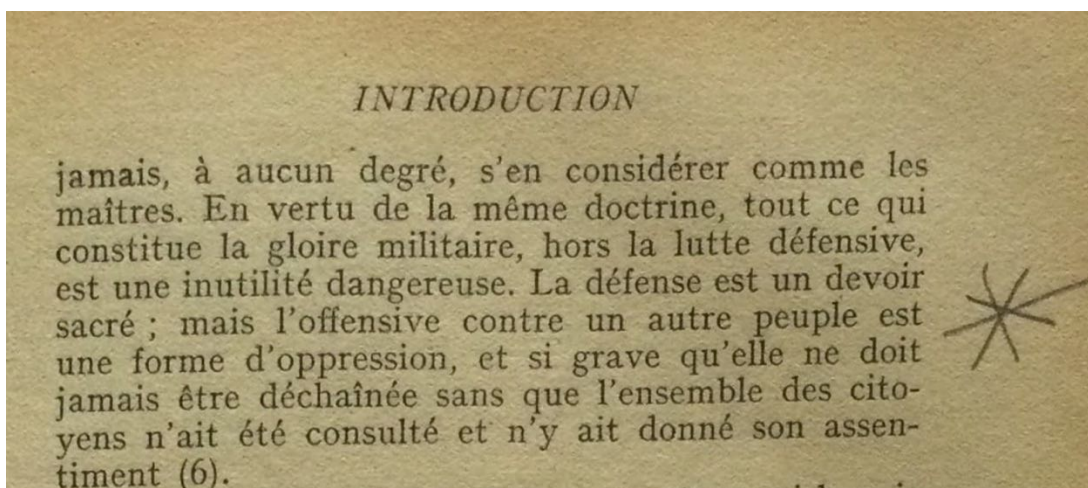 INTRODUCTION
jamais, à aucun degré, s'en considérer comme les
maîtres. En vertu de la même doctrine, tout ce qui
constitue la gloire militaire, hors la lutte défensive,
est une inutilité dangereuse. La défense est un devoir
sacré ; mais l'offensive contre un autre peuple est
une forme d'oppression, et si grave qu'elle ne doit
jamais être déchaînée sans que l'ensemble des cito-
yens n'ait été consulté et n'y ait donné son assen-
timent (6).